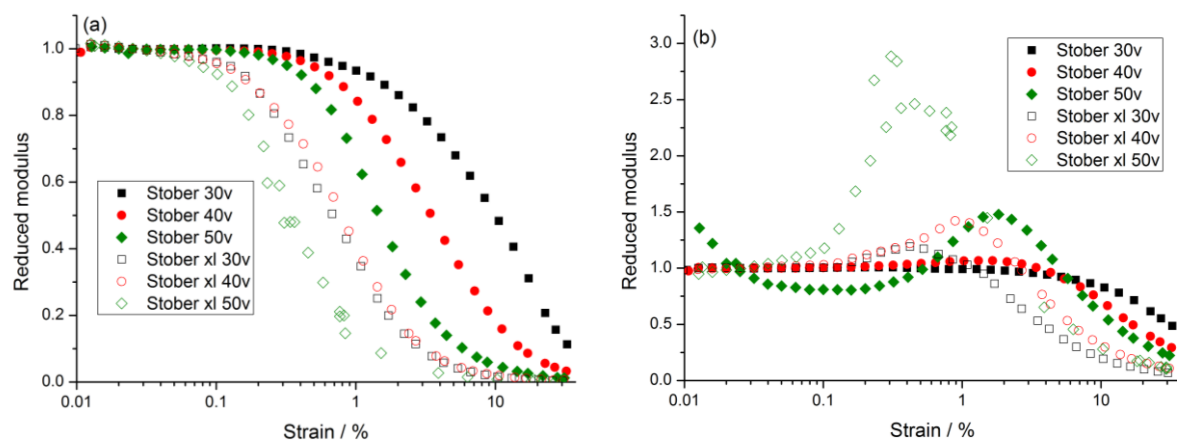 (a)
Reduced modulus
1.0
0.8
0.6
0.4
0.2
0.0
Stober 30v
Stober 40v
Stober 50v
Stober xl 30v
Stober xl 40v
Stober xl 50v
0.01
0.1
1
10
Strain / %
(b)
Reduced modulus
3.0
2.5
2.0
1.5
1.0
0.5
0.0
Stober 30v
Stober 40v
Stober 50v
Stober xl 30v
Stober xl 40v
Stober xl 50v
0.01
0.1
1
10
Strain / %